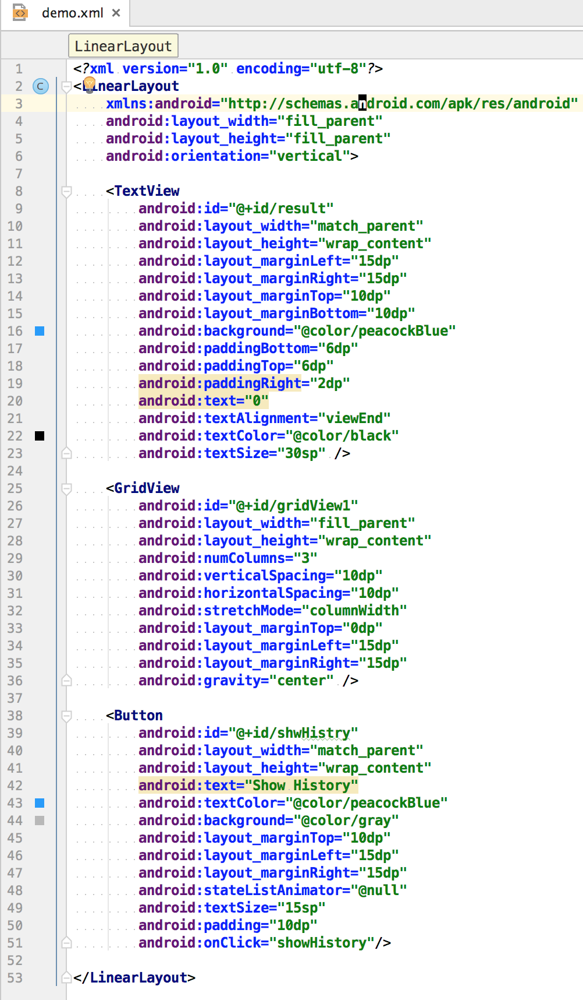 demo.xml
LinearLayout
1 <?xml version="1.0" encoding="utf-8"?>
2 C <LinearLayout
3 xmlns:android="http://schemas.android.com/apk/res/android"
4 android:layout_width="fill_parent"
5 android:layout_height="fill_parent"
6 android:orientation="vertical">
7
8 <TextView
9 android:id="@+id/result"
10 android:layout_width="match_parent"
11 android:layout_height="wrap_content"
12 android:layout_marginLeft="15dp"
13 android:layout_marginRight="15dp"
14 android:layout_marginTop="10dp"
15 android:layout_marginBottom="10dp"
16 android:background="@color/peacockBlue"
17 android:paddingBottom="6dp"
18 android:paddingTop="6dp"
19 android:paddingRight="2dp"
20 android:text="0"
21 android:textAlignment="viewEnd"
22 android:textColor="@color/black"
23 android:textSize="30sp" />
24
25 <GridView
26 android:id="@+id/gridView1"
27 android:layout_width="fill_parent"
28 android:layout_height="wrap_content"
29 android:numColumns="3"
30 android:verticalSpacing="10dp"
31 android:horizontalSpacing="10dp"
32 android:stretchMode="columnWidth"
33 android:layout_marginTop="0dp"
34 android:layout_marginLeft="15dp"
35 android:layout_marginRight="15dp"
36 android:gravity="center" />
37
38 <Button
39 android:id="@+id/shwHistry"
40 android:layout_width="match_parent"
41 android:layout_height="wrap_content"
42 android:text="Show History"
43 android:textColor="@color/peacockBlue"
44 android:background="@color/gray"
45 android:layout_marginTop="10dp"
46 android:layout_marginLeft="15dp"
47 android:layout_marginRight="15dp"
48 android:stateListAnimator="@null"
49 android:textSize="15sp"
50 android:padding="10dp"
51 android:onClick="showHistory"/>
52
53 </LinearLayout>